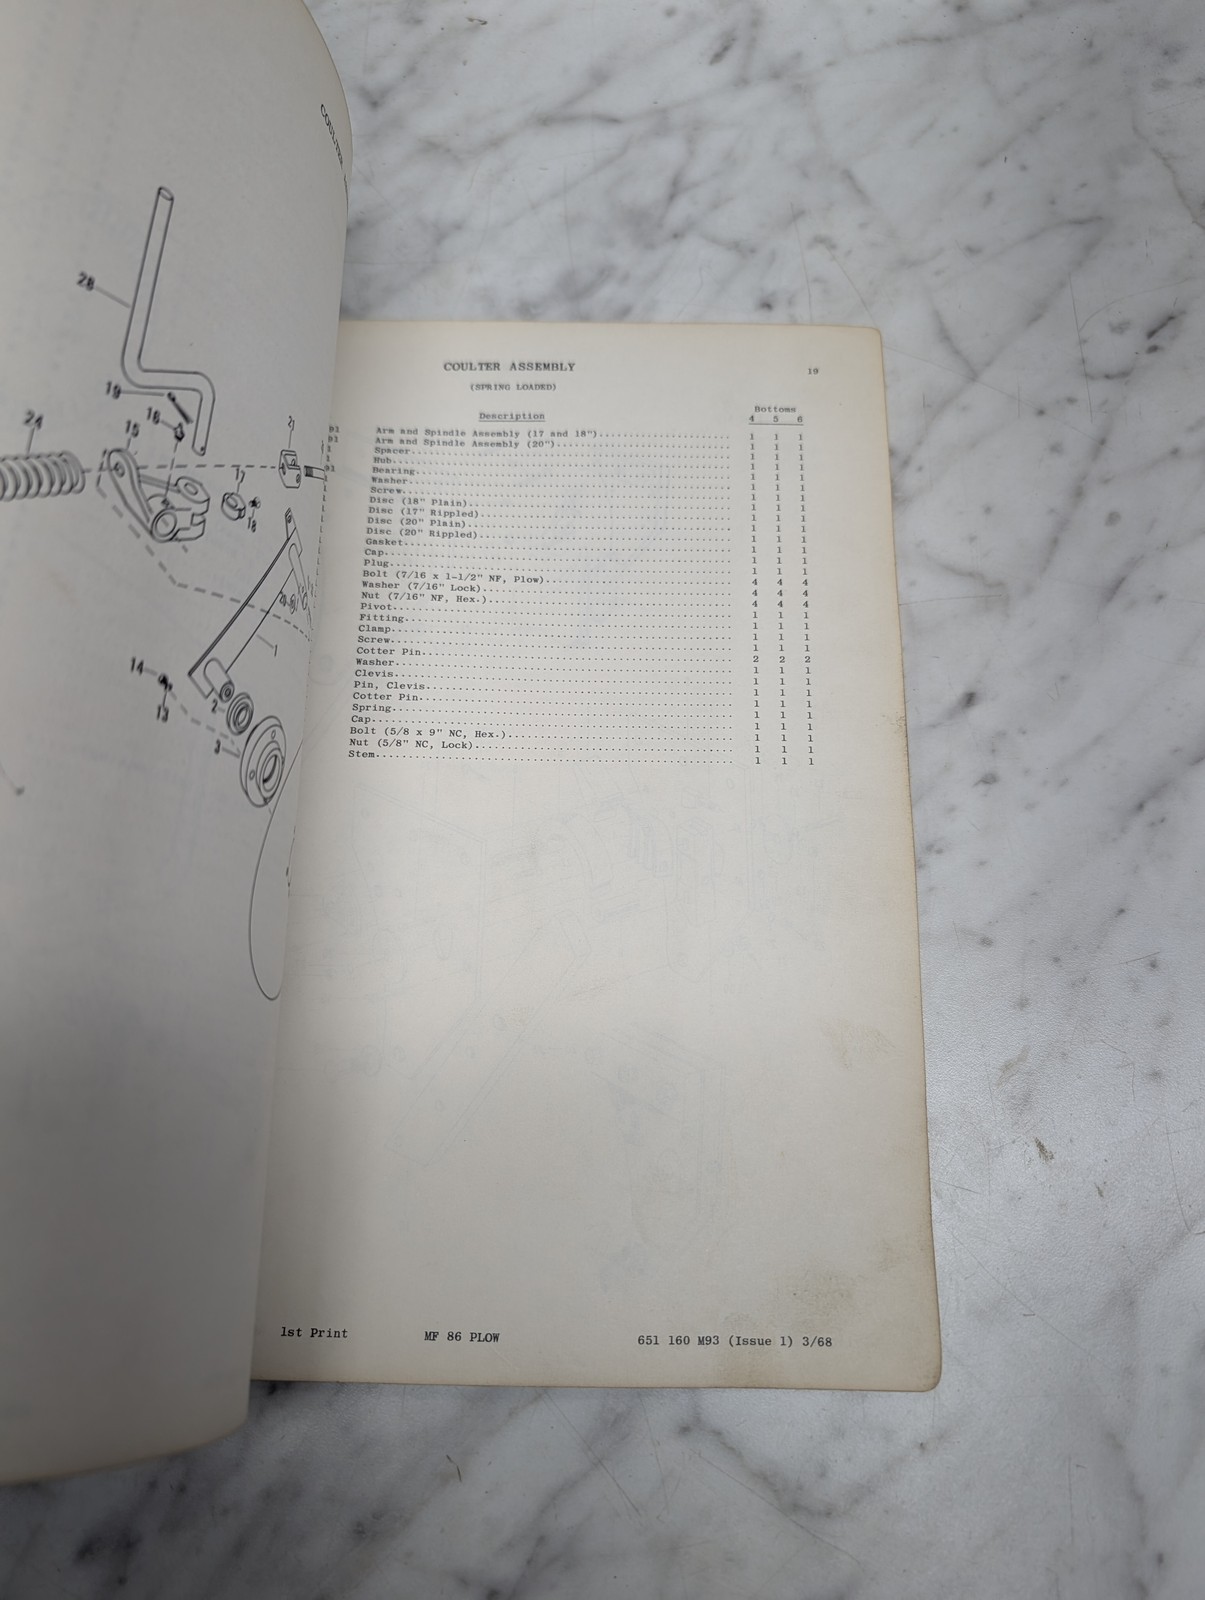 COULTER
28
19
16
15
24
21
17
18
1
14
13
2
3
COULTER ASSEMBLY
19
(SPRING LOADED)
Description Bottoms
4 5 6
Arm and Spindle Assembly (17 and 18")........ 1 1 1
Arm and Spindle Assembly (20")........ 1 1 1
Spacer........ 1 1 1
Hub........ 1 1 1
Bearing........ 1 1 1
Washer........ 1 1 1
Screw........ 1 1 1
Disc (18" Plain)........ 1 1 1
Disc (17" Rippled)........ 1 1 1
Disc (20" Plain)........ 1 1 1
Disc (20" Rippled)........ 1 1 1
Gasket........ 1 1 1
Cap........ 1 1 1
Plug........ 1 1 1
Bolt (7/16 x 1-1/2" NF, Plow)........ 4 4 4
Washer (7/16" Lock)........ 4 4 4
Nut (7/16" NF, Hex.)........ 4 4 4
Pivot........ 1 1 1
Fitting........ 1 1 1
Clamp........ 1 1 1
Screw........ 1 1 1
Cotter Pin........ 2 2 2
Washer........ 1 1 1
Clevis........ 1 1 1
Pin, Clevis........ 1 1 1
Cotter Pin........ 1 1 1
Spring........ 1 1 1
Cap........ 1 1 1
Bolt (5/8 x 9" NC, Hex.)........ 1 1 1
Nut (5/8" NC, Lock)........ 1 1 1
Stem........ 1 1 1
1st Print MF 86 PLOW 651 160 M93 (Issue 1) 3/68